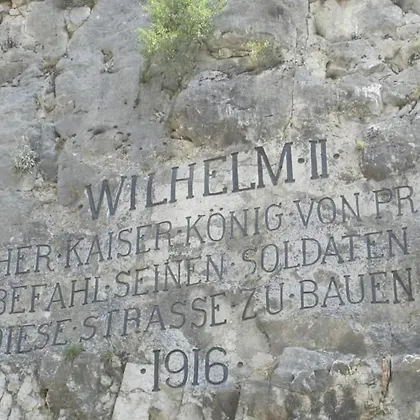 WILHELM·II·
HER·KAISER·KÖNIG·VON·PR
BEFAHL·SEINEN·SOLDATEN
DIESE·STRASSE·ZU·BAUEN
·1916·